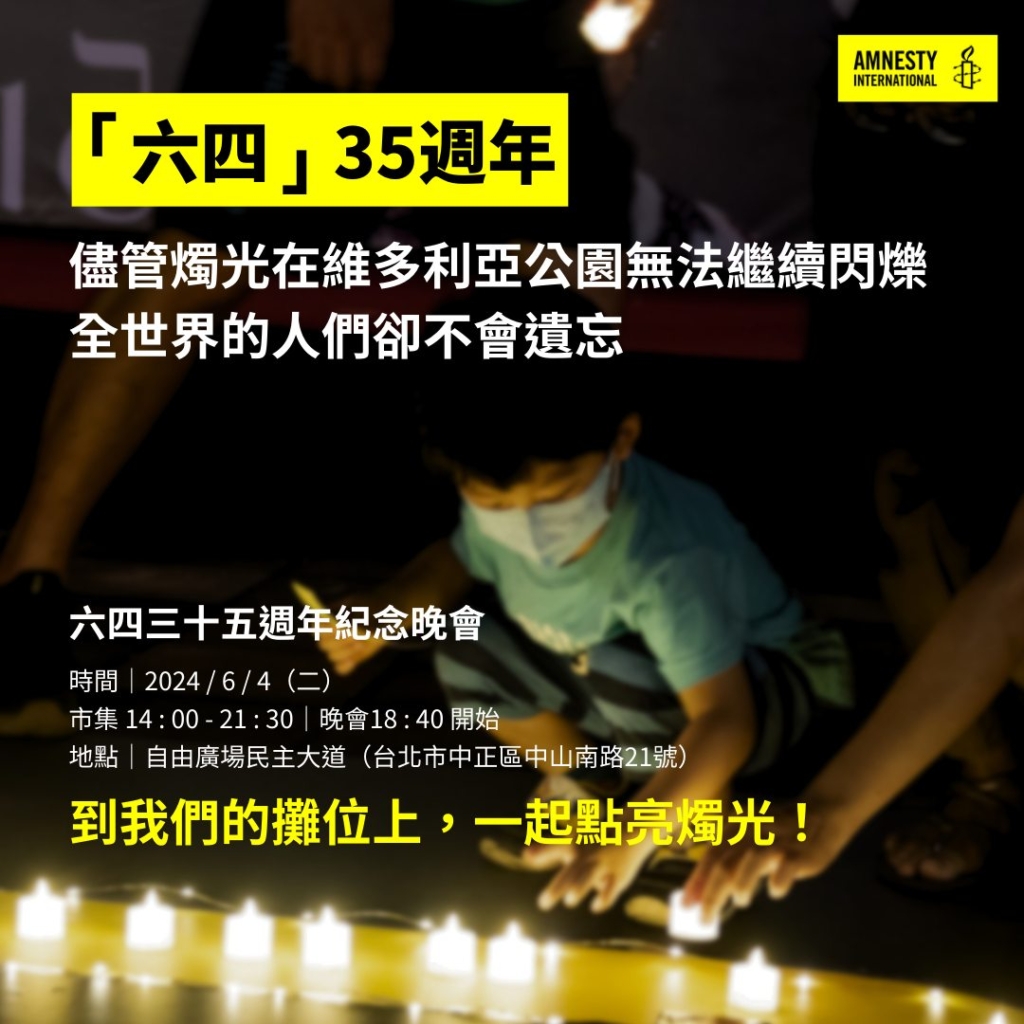 AMNESTY
INTERNATIONAL
「六四」35週年
儘管燭光在維多利亞公園無法繼續閃爍
全世界的人們卻不會遺忘
六四三十五週年紀念晚會
時間｜2024 / 6 / 4（二）
市集 14 : 00 - 21 : 30｜晚會18 : 40 開始
地點｜自由廣場民主大道（台北市中正區中山南路21號）
到我們的攤位上，一起點亮燭光！